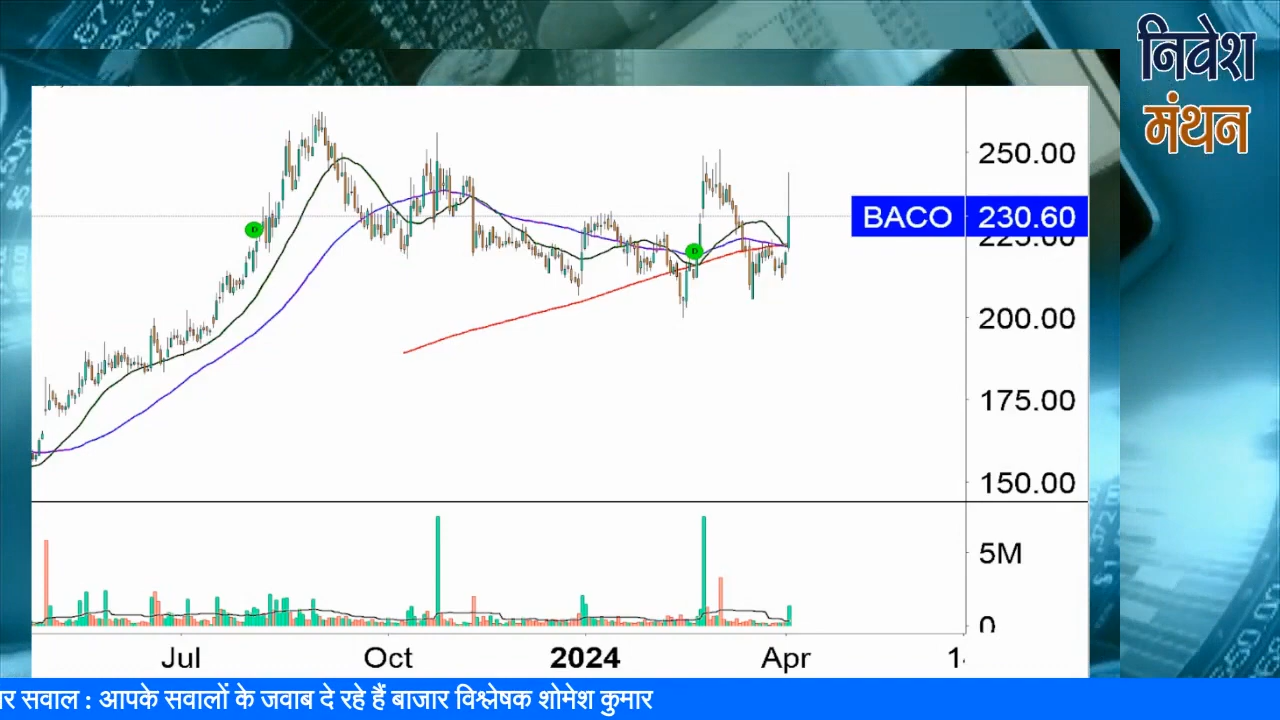 निवेश
मंथन
250.00
BACO 230.60
225.00
200.00
175.00
150.00
5M
0
Jul Oct 2024 Apr
सवाल : आपके सवालों के जवाब दे रहे हैं बाजार विश्लेषक शोमेश कुमार